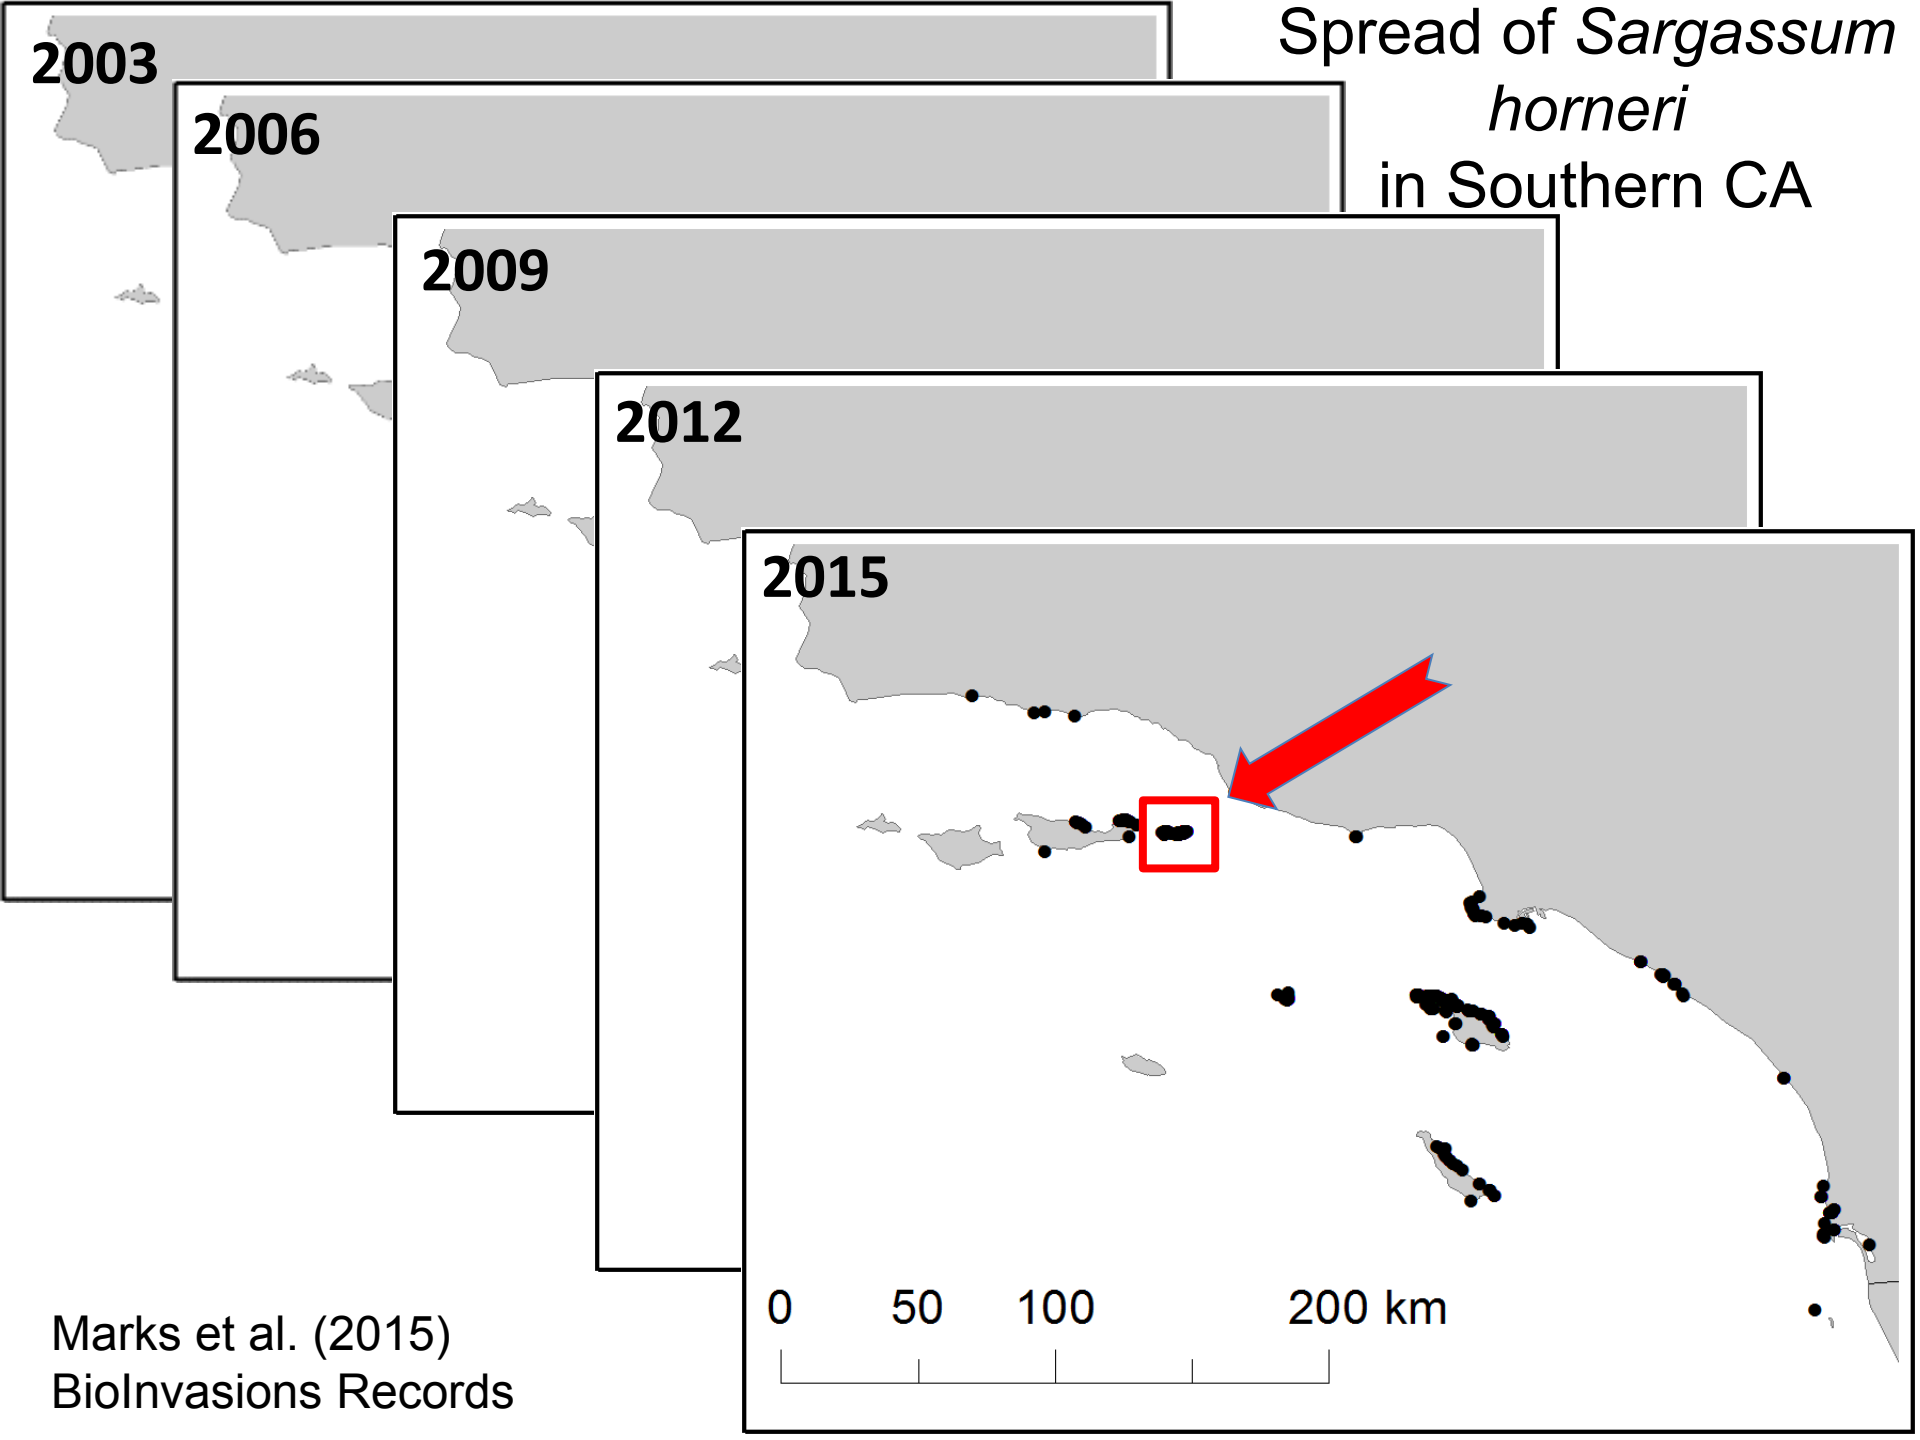 Spread of Sargassum
horneri
in Southern CA
2003
2006
2009
2012
2015
0 50 100 200 km
Marks et al. (2015)
BioInvasions Records